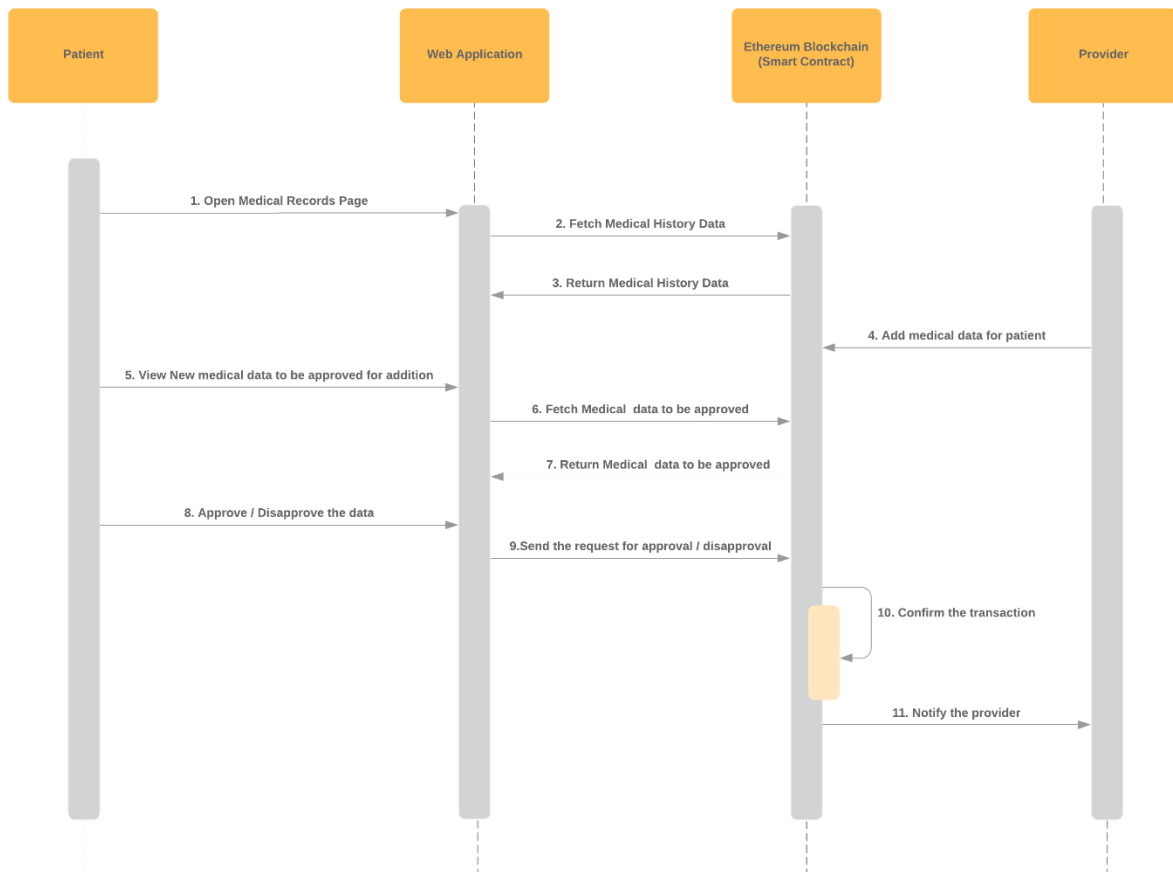 Patient
Web Application
Ethereum Blockchain
(Smart Contract)
Provider
1. Open Medical Records Page
2. Fetch Medical History Data
3. Return Medical History Data
4. Add medical data for patient
5. View New medical data to be approved for addition
6. Fetch Medical  data to be approved
7. Return Medical  data to be approved
8. Approve / Disapprove the data
9.Send the request for approval / disapproval
10. Confirm the transaction
11. Notify the provider